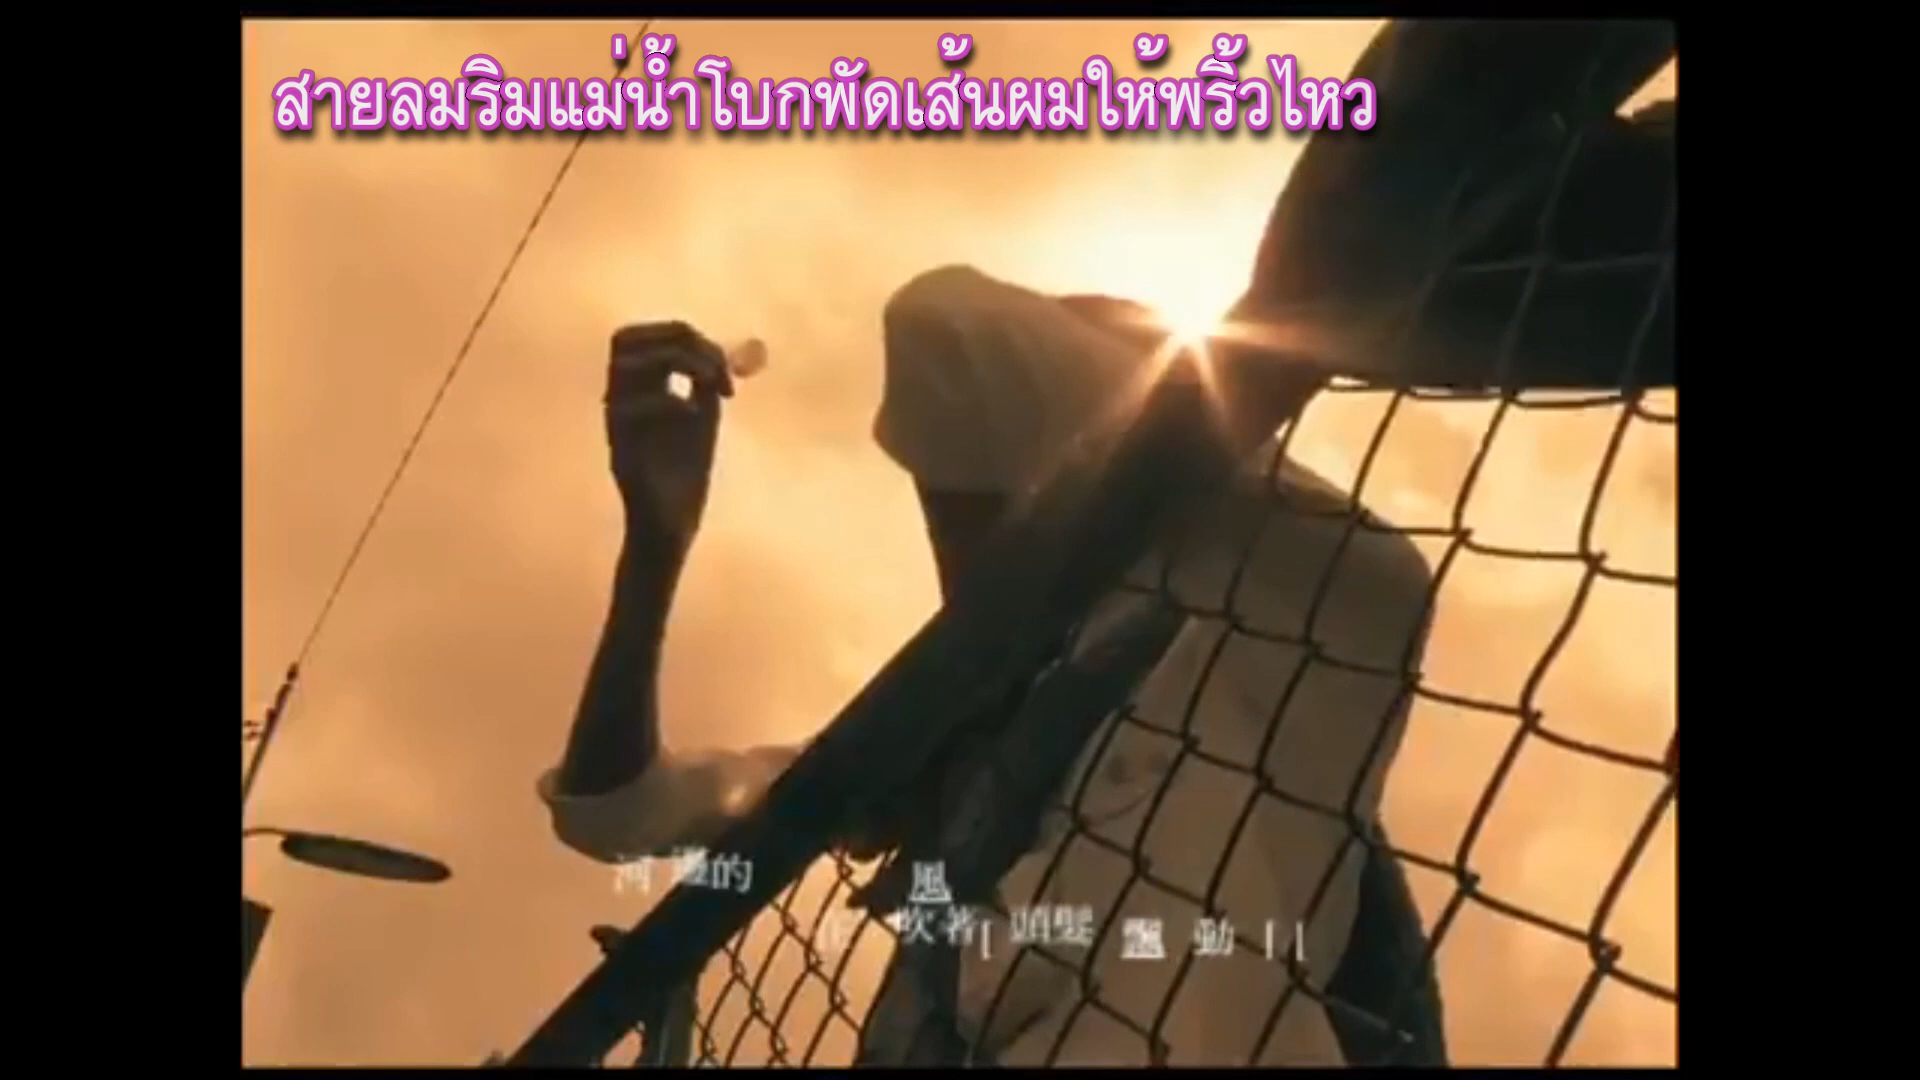 สายลมริมแม่น้ำโบกพัดเส้นผมให้พริ้วไหว
河邊的 風
在 吹著[ 頭髮 飄 動 ] [